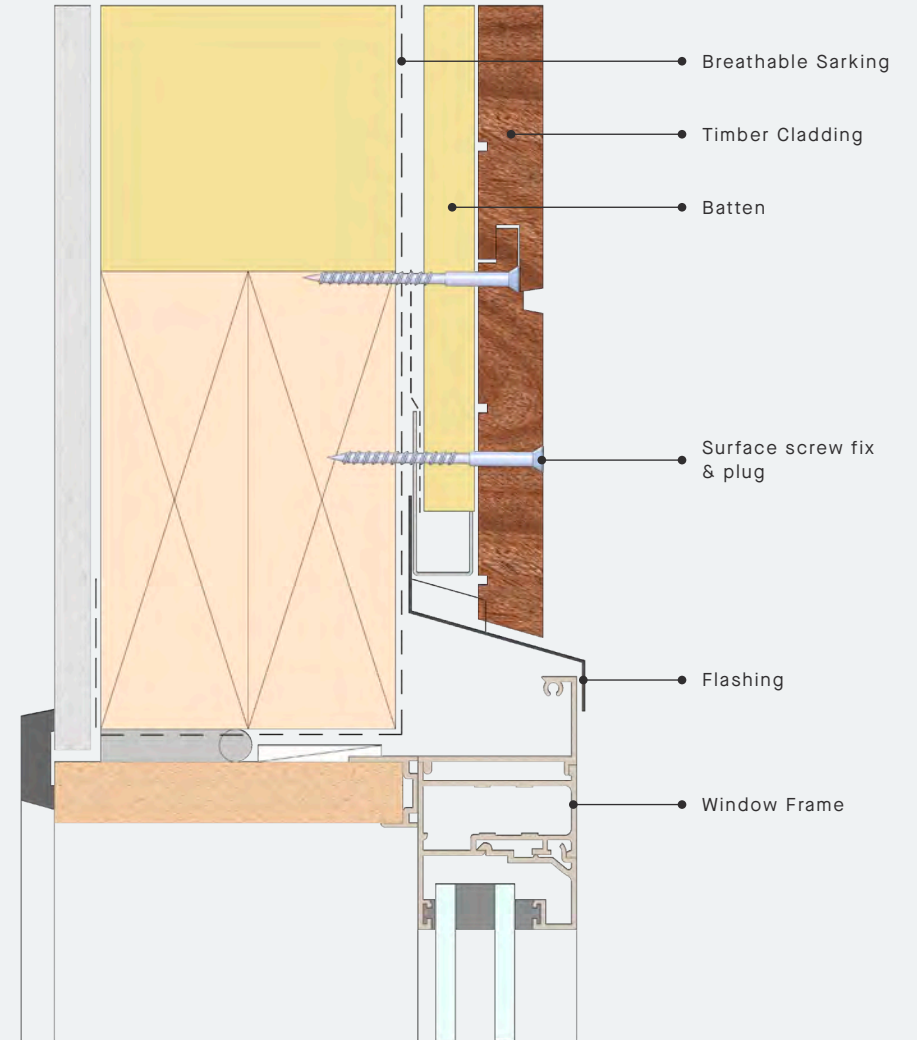 Breathable Sarking
Timber Cladding
Batten
Surface screw fix
& plug
Flashing
Window Frame